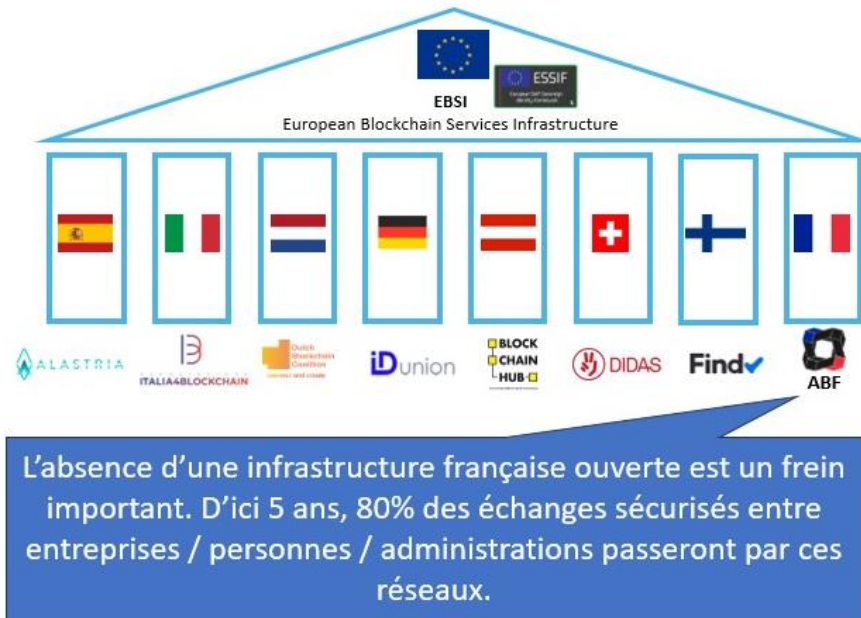 ESSIF
EBSI
European Blockchain Services Infrastructure
ALASTRIA
ITALIA4BLOCKCHAIN
Dutch
Blockchain
Coalition
iDunion
BLOCK
CHAIN
HUB
DIDAS
Findy
ABF
L’absence d’une infrastructure française ouverte est un frein
important. D’ici 5 ans, 80% des échanges sécurisés entre
entreprises / personnes / administrations passeront par ces
réseaux.